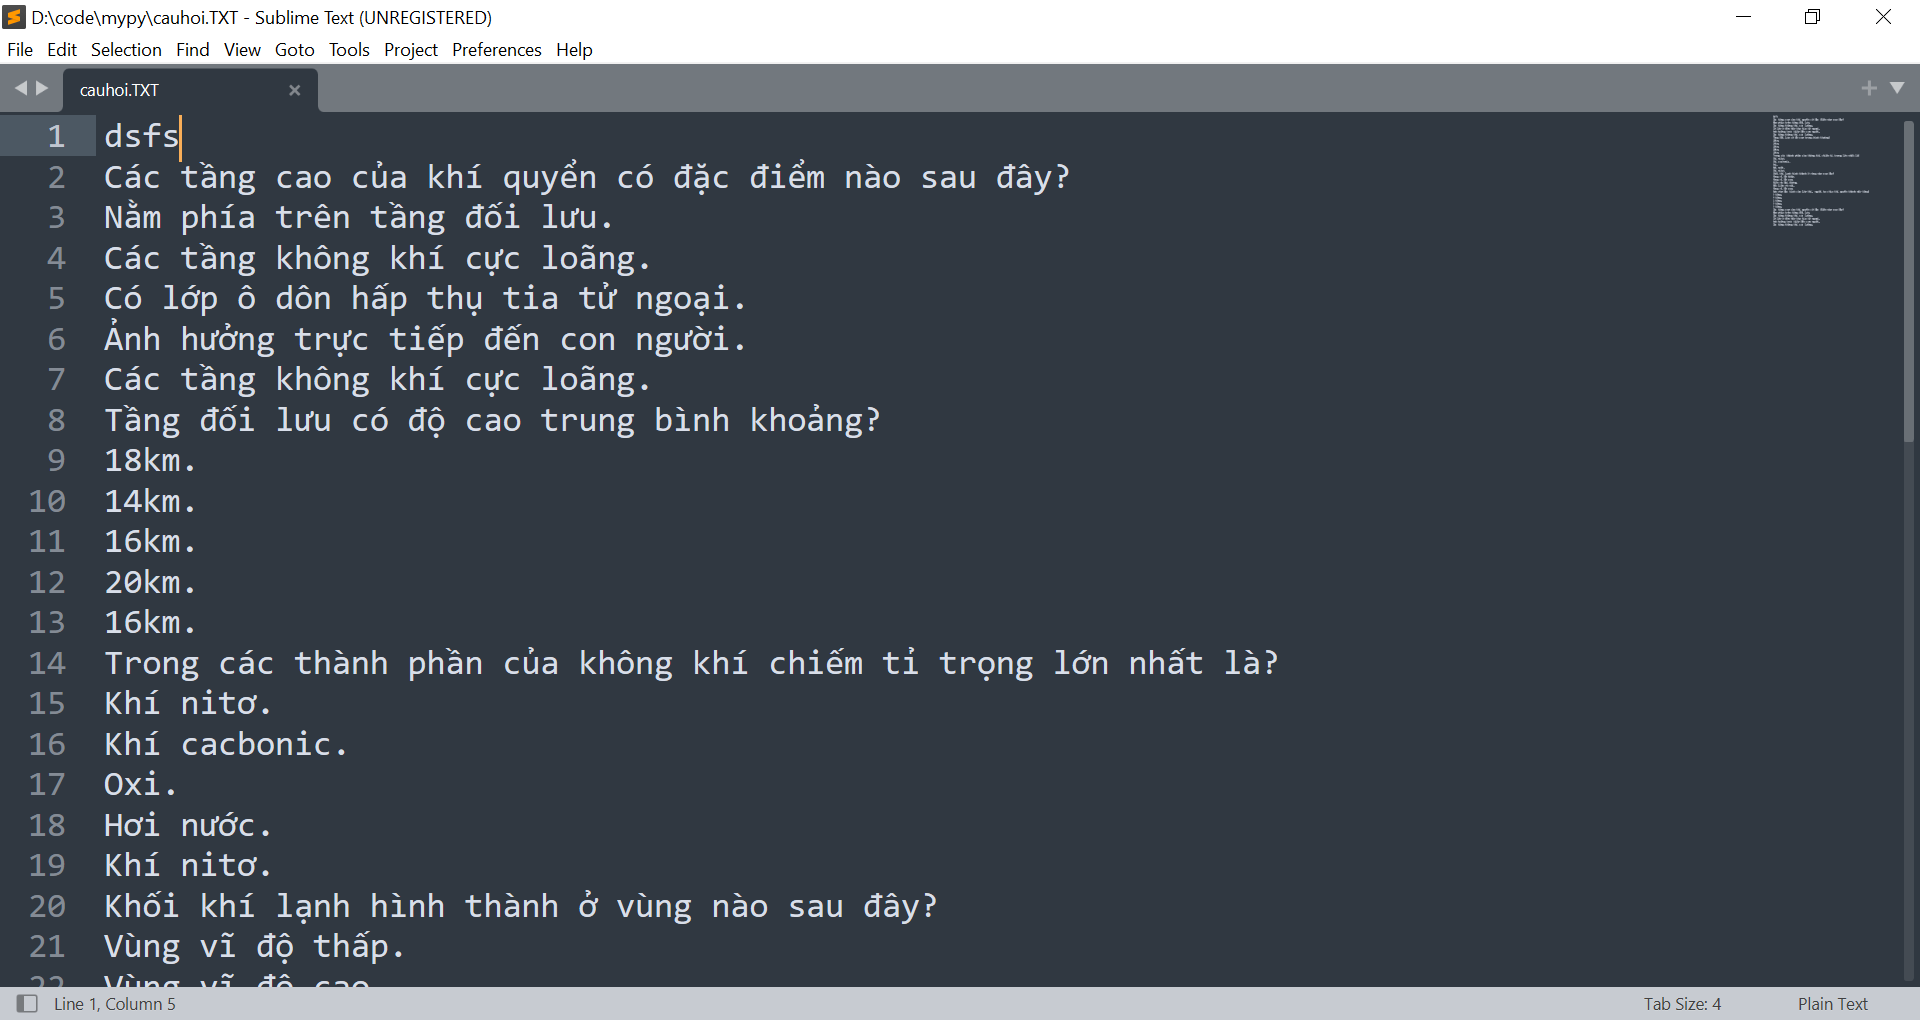 D:\code\mypy\cauhoi.TXT - Sublime Text (UNREGISTERED)
File Edit Selection Find View Goto Tools Project Preferences Help
cauhoi.TXT
1 dsfs
2 Các tầng cao của khí quyển có đặc điểm nào sau đây?
3 Nằm phía trên tầng đối lưu.
4 Các tầng không khí cực loãng.
5 Có lớp ô dôn hấp thụ tia tử ngoại.
6 Ảnh hưởng trực tiếp đến con người.
7 Các tầng không khí cực loãng.
8 Tầng đối lưu có độ cao trung bình khoảng?
9 18km.
10 14km.
11 16km.
12 20km.
13 16km.
14 Trong các thành phần của không khí chiếm tỉ trọng lớn nhất là?
15 Khí nitơ.
16 Khí cacbonic.
17 Oxi.
18 Hơi nước.
19 Khí nitơ.
20 Khối khí lạnh hình thành ở vùng nào sau đây?
21 Vùng vĩ độ thấp.
22 Vùng vĩ độ cao
Line 1, Column 5
Tab Size: 4
Plain Text